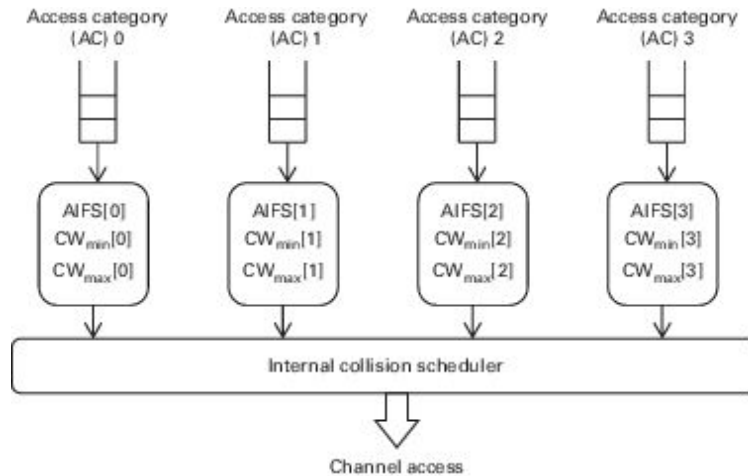 Access category
(AC) 0
Access category
(AC) 1
Access category
(AC) 2
Access category
(AC) 3
AIFS[0]
CWmin[0]
CWmax[0]
AIFS[1]
CWmin[1]
CWmax[1]
AIFS[2]
CWmin[2]
CWmax[2]
AIFS[3]
CWmin[3]
CWmax[3]
Internal collision scheduler
Channel access